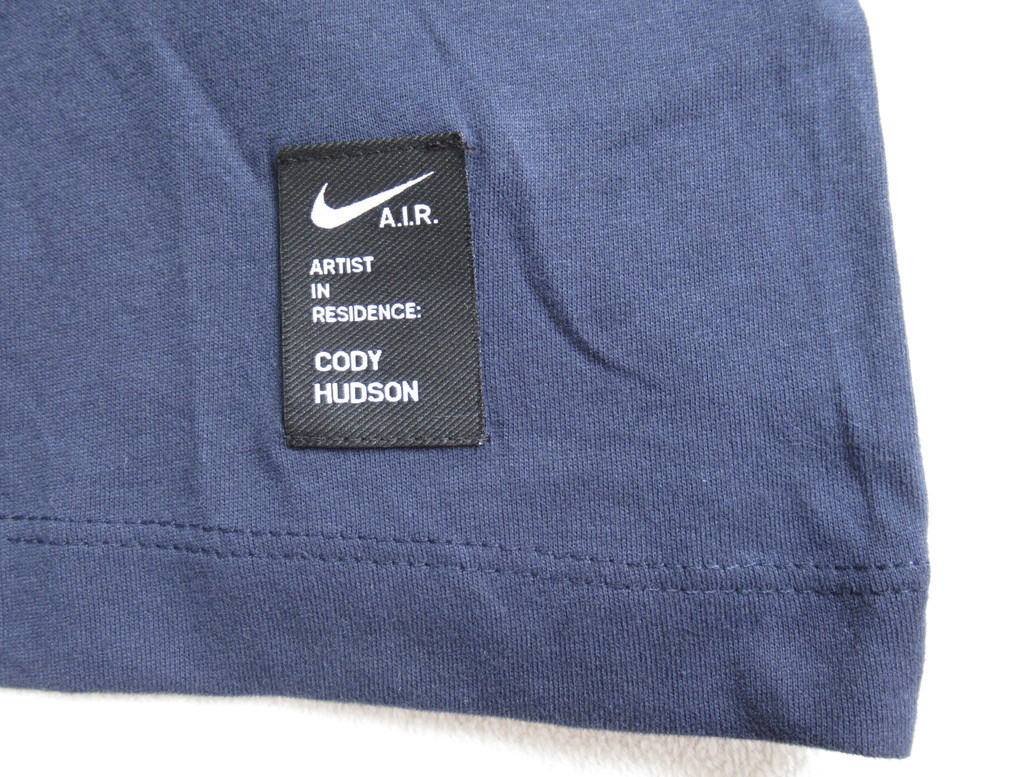 A.I.R.
ARTIST
IN
RESIDENCE:
CODY
HUDSON